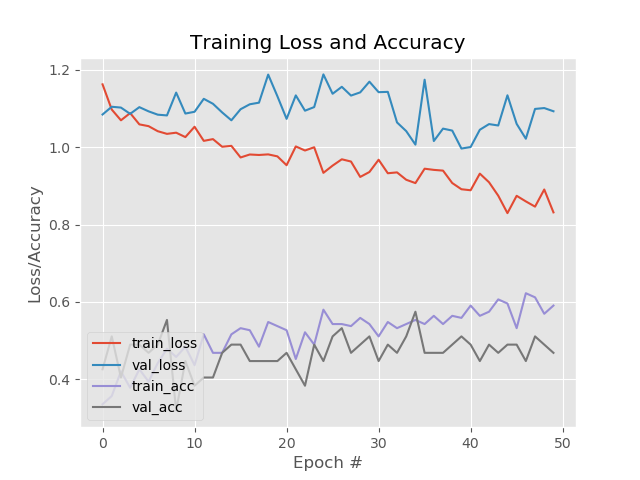 Training Loss and Accuracy
1.2
1.0
0.8
0.6
0.4
Loss/Accuracy
train_loss
val_loss
train_acc
val_acc
0 10 20 30 40 50
Epoch #